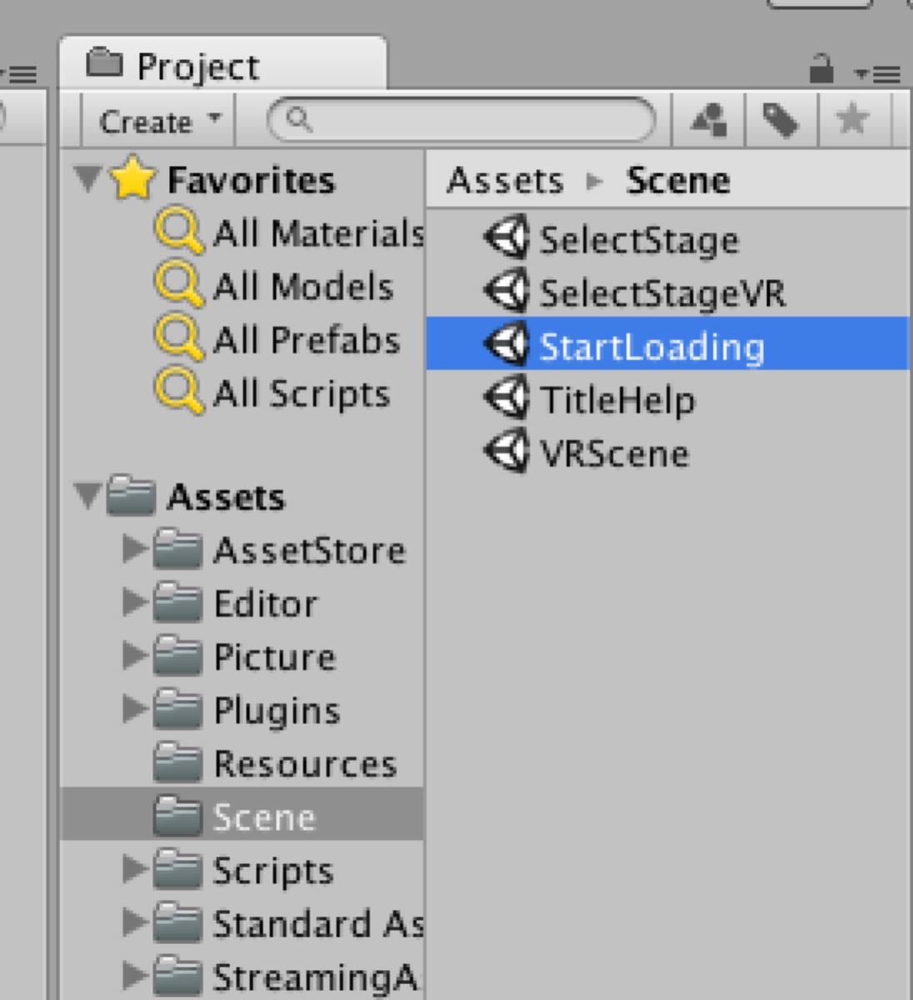 Project
Create
Favorites
All Materials
All Models
All Prefabs
All Scripts
Assets
AssetStore
Editor
Picture
Plugins
Resources
Scene
Scripts
Standard As
StreamingA
Assets Scene
SelectStage
SelectStageVR
StartLoading
TitleHelp
VRScene